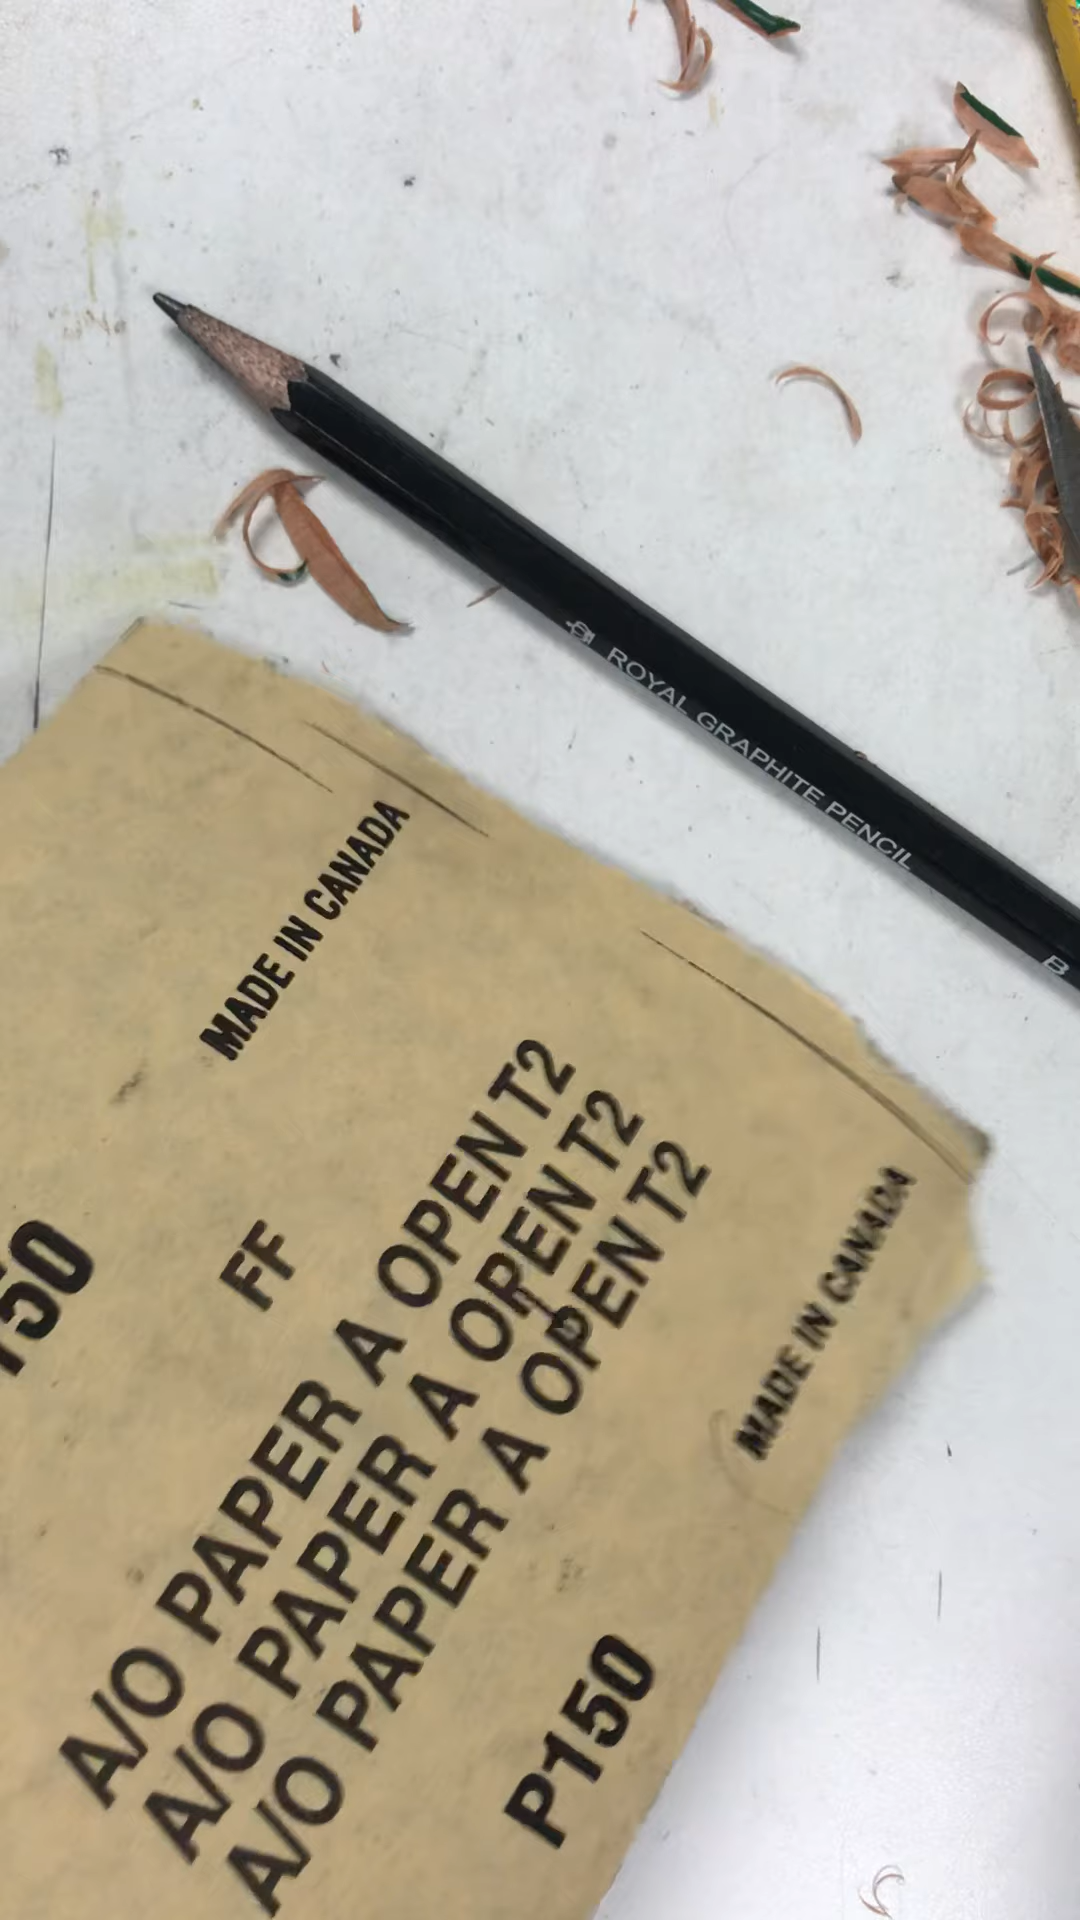 ROYAL GRAPHITE PENCIL
B
MADE IN CANADA
150
FF
A/O PAPER A OPEN T2
A/O PAPER A OPEN T2
A/O PAPER A OPEN T2
MADE IN CANADA
P150